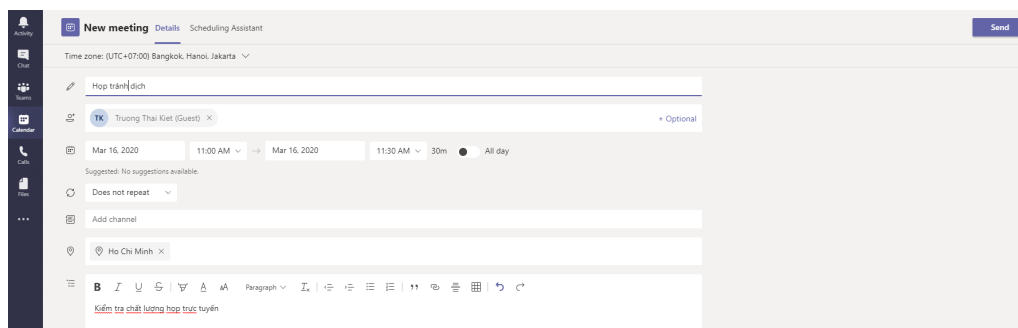 Activity
Chat
Teams
Calendar
Calls
Files
New meeting Details Scheduling Assistant
Send
Time zone: (UTC+07:00) Bangkok, Hanoi, Jakarta
Họp tránh dịch
TK Truong Thai Kiet (Guest) ×
+ Optional
Mar 16, 2020 11:00 AM → Mar 16, 2020 11:30 AM 30m All day
Suggested: No suggestions available.
Does not repeat
Add channel
Ho Chi Minh ×
B I U S A AA Paragraph
Kiểm tra chất lượng họp trực tuyến